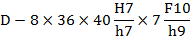 D − 8 × 36 × 40 H7/h7 × 7 F10/h9